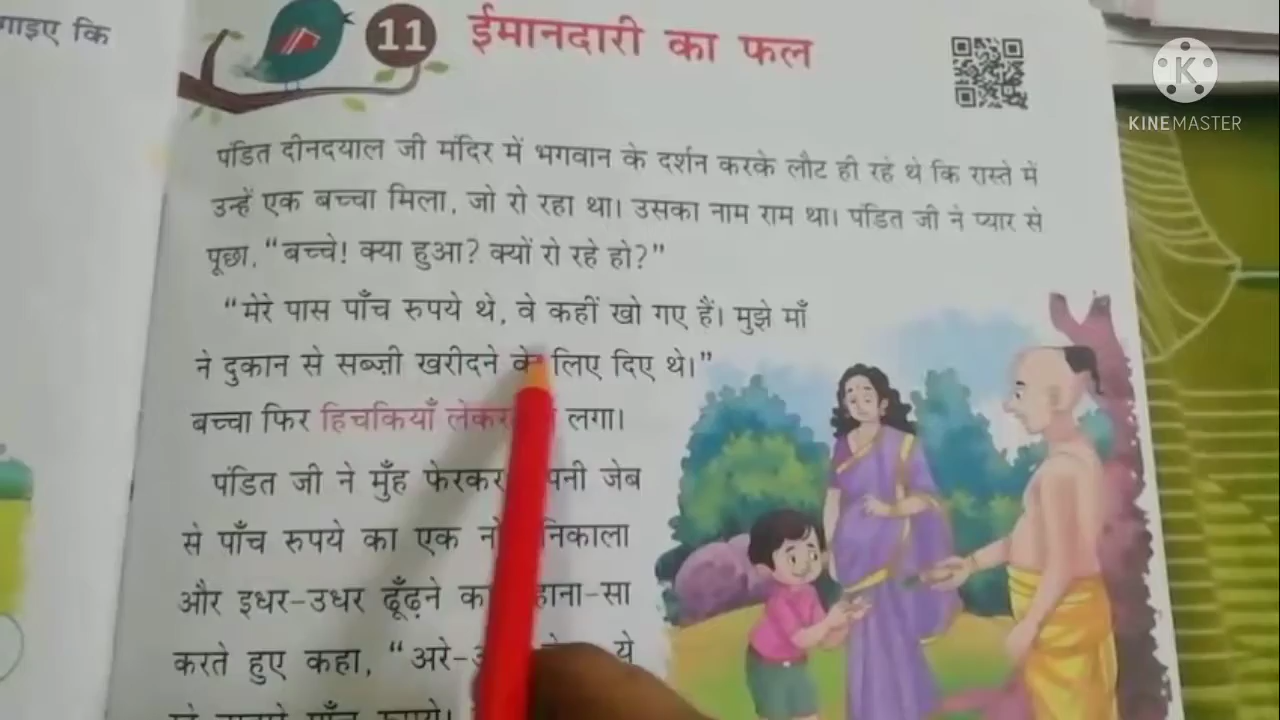 गाइए कि
11 ईमानदारी का फल
KINEMASTER
पंडित दीनदयाल जी मंदिर में भगवान के दर्शन करके लौट ही रहे थे कि रास्ते में
उन्हें एक बच्चा मिला, जो रो रहा था। उसका नाम राम था। पंडित जी ने प्यार से
पूछा, “बच्चे! क्या हुआ? क्यों रो रहे हो?”
“मेरे पास पाँच रुपये थे, वे कहीं खो गए हैं। मुझे माँ
ने दुकान से सब्ज़ी खरीदने के लिए दिए थे।”
बच्चा फिर हिचकियाँ लेकर लगा।
पंडित जी ने मुँह फेरकर जेब
से पाँच रुपये का एक निकाला
और इधर-उधर ढूँढ़ने का
करते हुए कहा, “अरे- ये